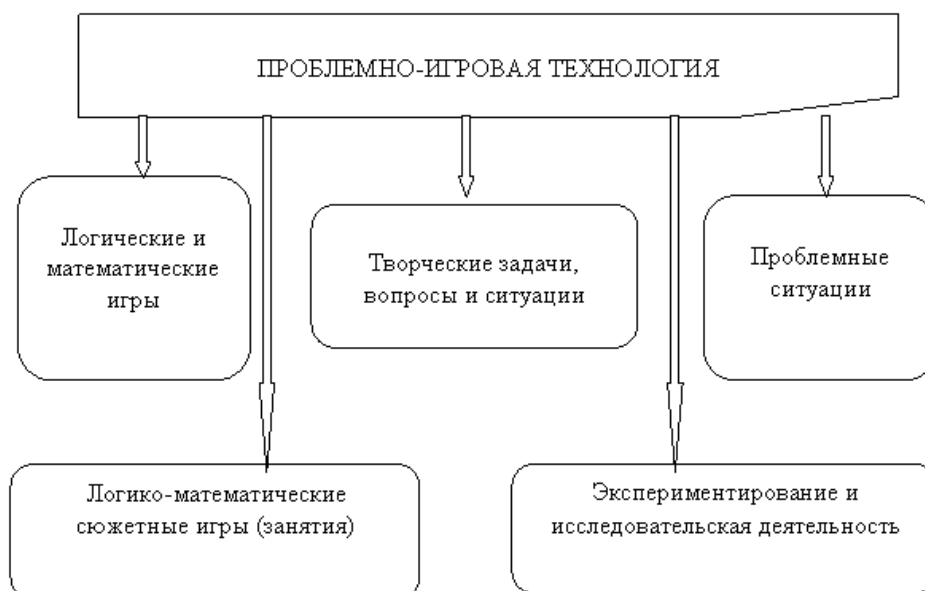 ПРОБЛЕМНО-ИГРОВАЯ ТЕХНОЛОГИЯ
Логические и
математические
игры
Творческие задачи,
вопросы и ситуации
Проблемные
ситуации
Логико-математические
сюжетные игры (занятия)
Экспериментирование и
исследовательская деятельность